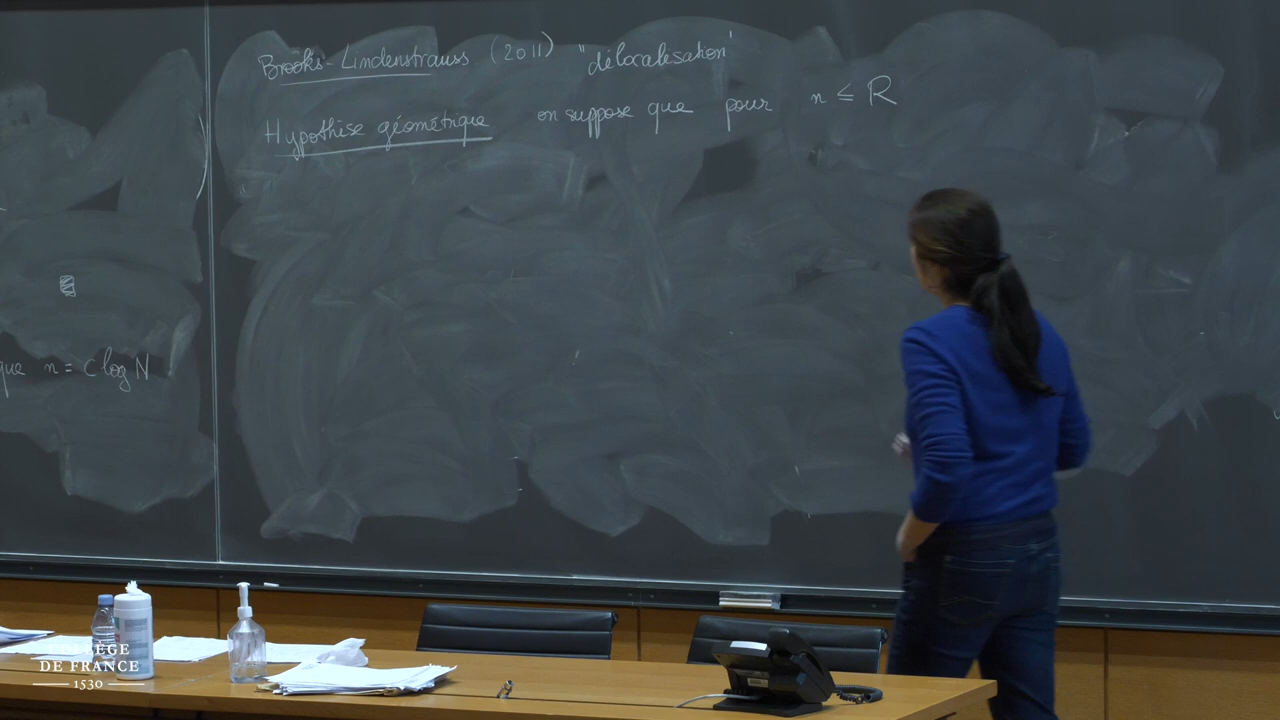 Brooks-Lindenstrauss (2011) "délocalisation"
Hypothèse géométrique on suppose que pour n ≤ R
que n = c log N
COLLÈGE
DE FRANCE
1530